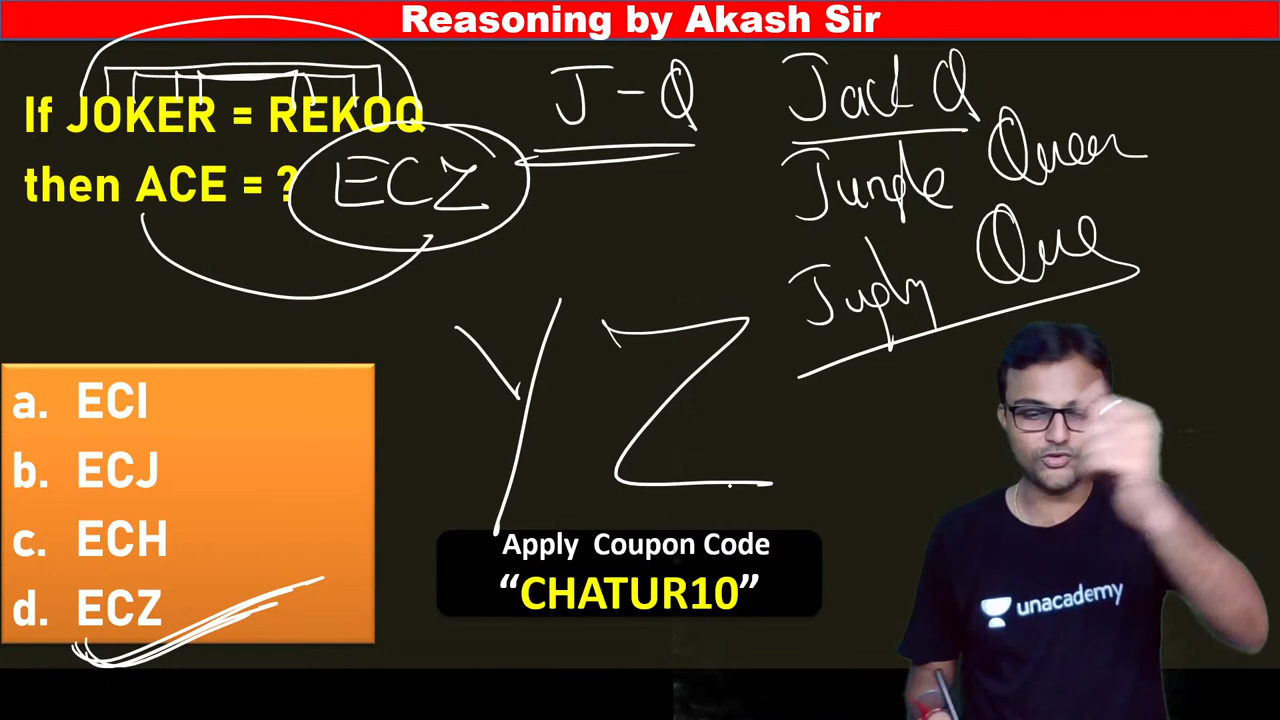 Reasoning by Akash Sir
If JOKER = REKOQ
then ACE = ?
ECZ
J - Q
Jack Q
Jungle Queen
YZ
a. ECI
b. ECJ
c. ECH
d. ECZ
Apply Coupon Code
“CHATUR10”
unacademy